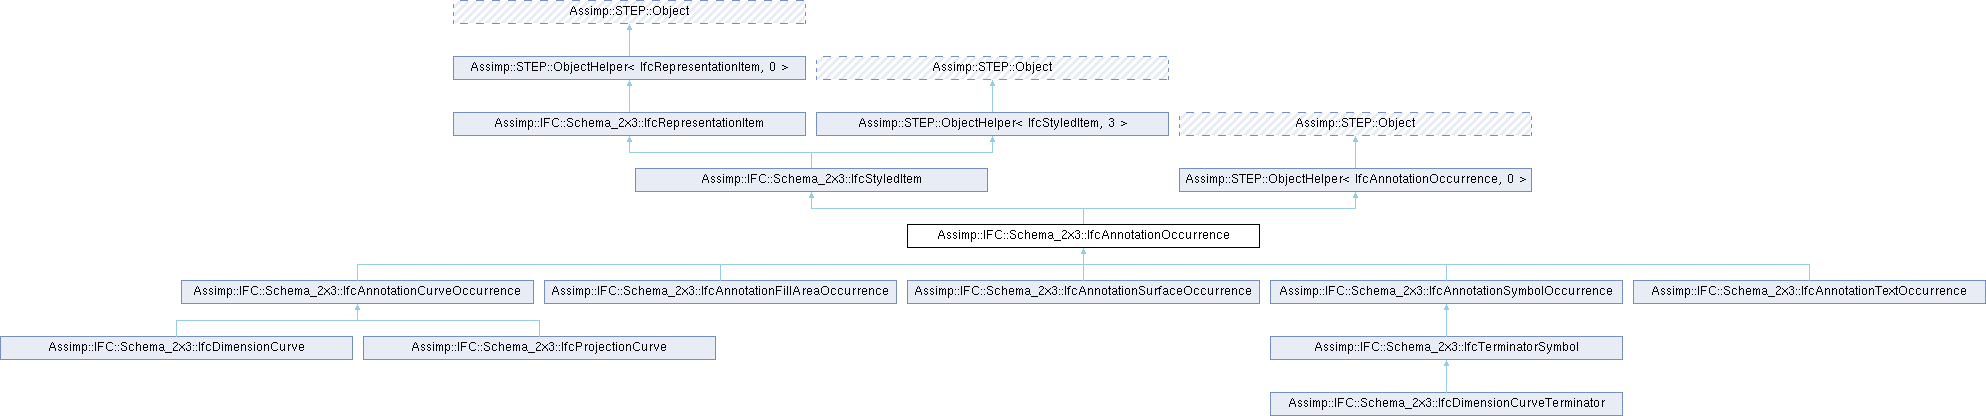 Assimp::STEP::Object
Assimp::STEP::ObjectHelper< IfcRepresentationItem, 0 >
Assimp::STEP::Object
Assimp::IFC::Schema_2x3::IfcRepresentationItem
Assimp::STEP::ObjectHelper< IfcStyledItem, 3 >
Assimp::STEP::Object
Assimp::IFC::Schema_2x3::IfcStyledItem
Assimp::STEP::ObjectHelper< IfcAnnotationOccurrence, 0 >
Assimp::IFC::Schema_2x3::IfcAnnotationOccurrence
Assimp::IFC::Schema_2x3::IfcAnnotationCurveOccurrence
Assimp::IFC::Schema_2x3::IfcAnnotationFillAreaOccurrence
Assimp::IFC::Schema_2x3::IfcAnnotationSurfaceOccurrence
Assimp::IFC::Schema_2x3::IfcAnnotationSymbolOccurrence
Assimp::IFC::Schema_2x3::IfcAnnotationTextOccurrence
Assimp::IFC::Schema_2x3::IfcDimensionCurve
Assimp::IFC::Schema_2x3::IfcProjectionCurve
Assimp::IFC::Schema_2x3::IfcTerminatorSymbol
Assimp::IFC::Schema_2x3::IfcDimensionCurveTerminator